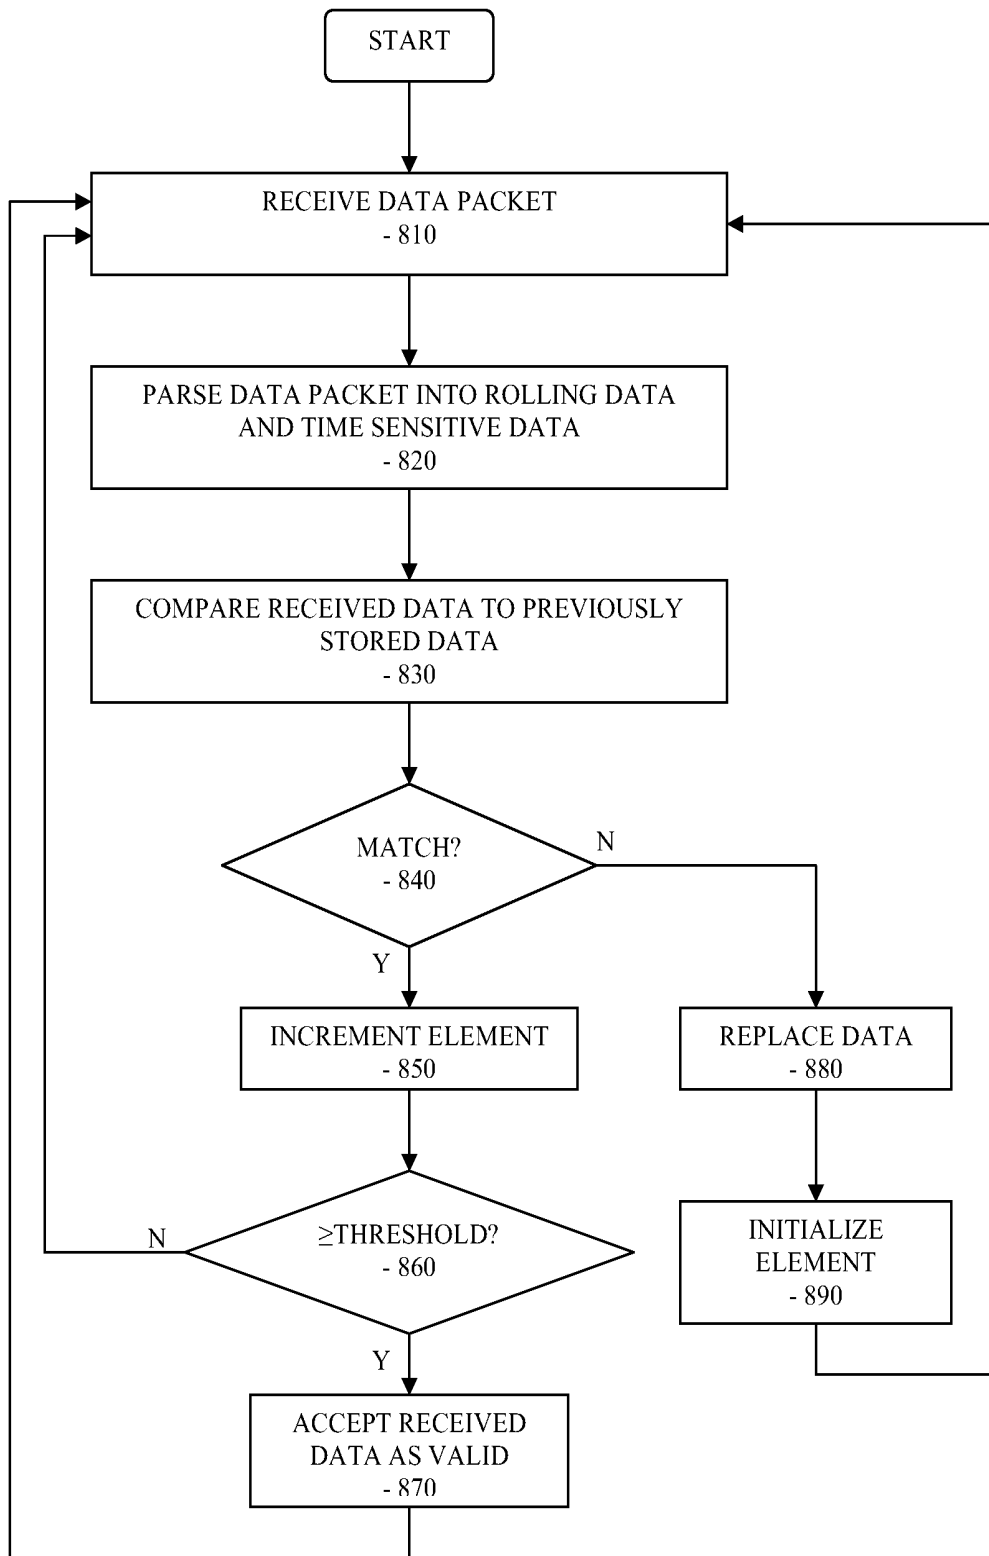 START
RECEIVE DATA PACKET
- 810
PARSE DATA PACKET INTO ROLLING DATA
AND TIME SENSITIVE DATA
- 820
COMPARE RECEIVED DATA TO PREVIOUSLY
STORED DATA
- 830
MATCH?
- 840
N
Y
INCREMENT ELEMENT
- 850
REPLACE DATA
- 880
≥THRESHOLD?
- 860
N
INITIALIZE
ELEMENT
- 890
Y
ACCEPT RECEIVED
DATA AS VALID
- 870